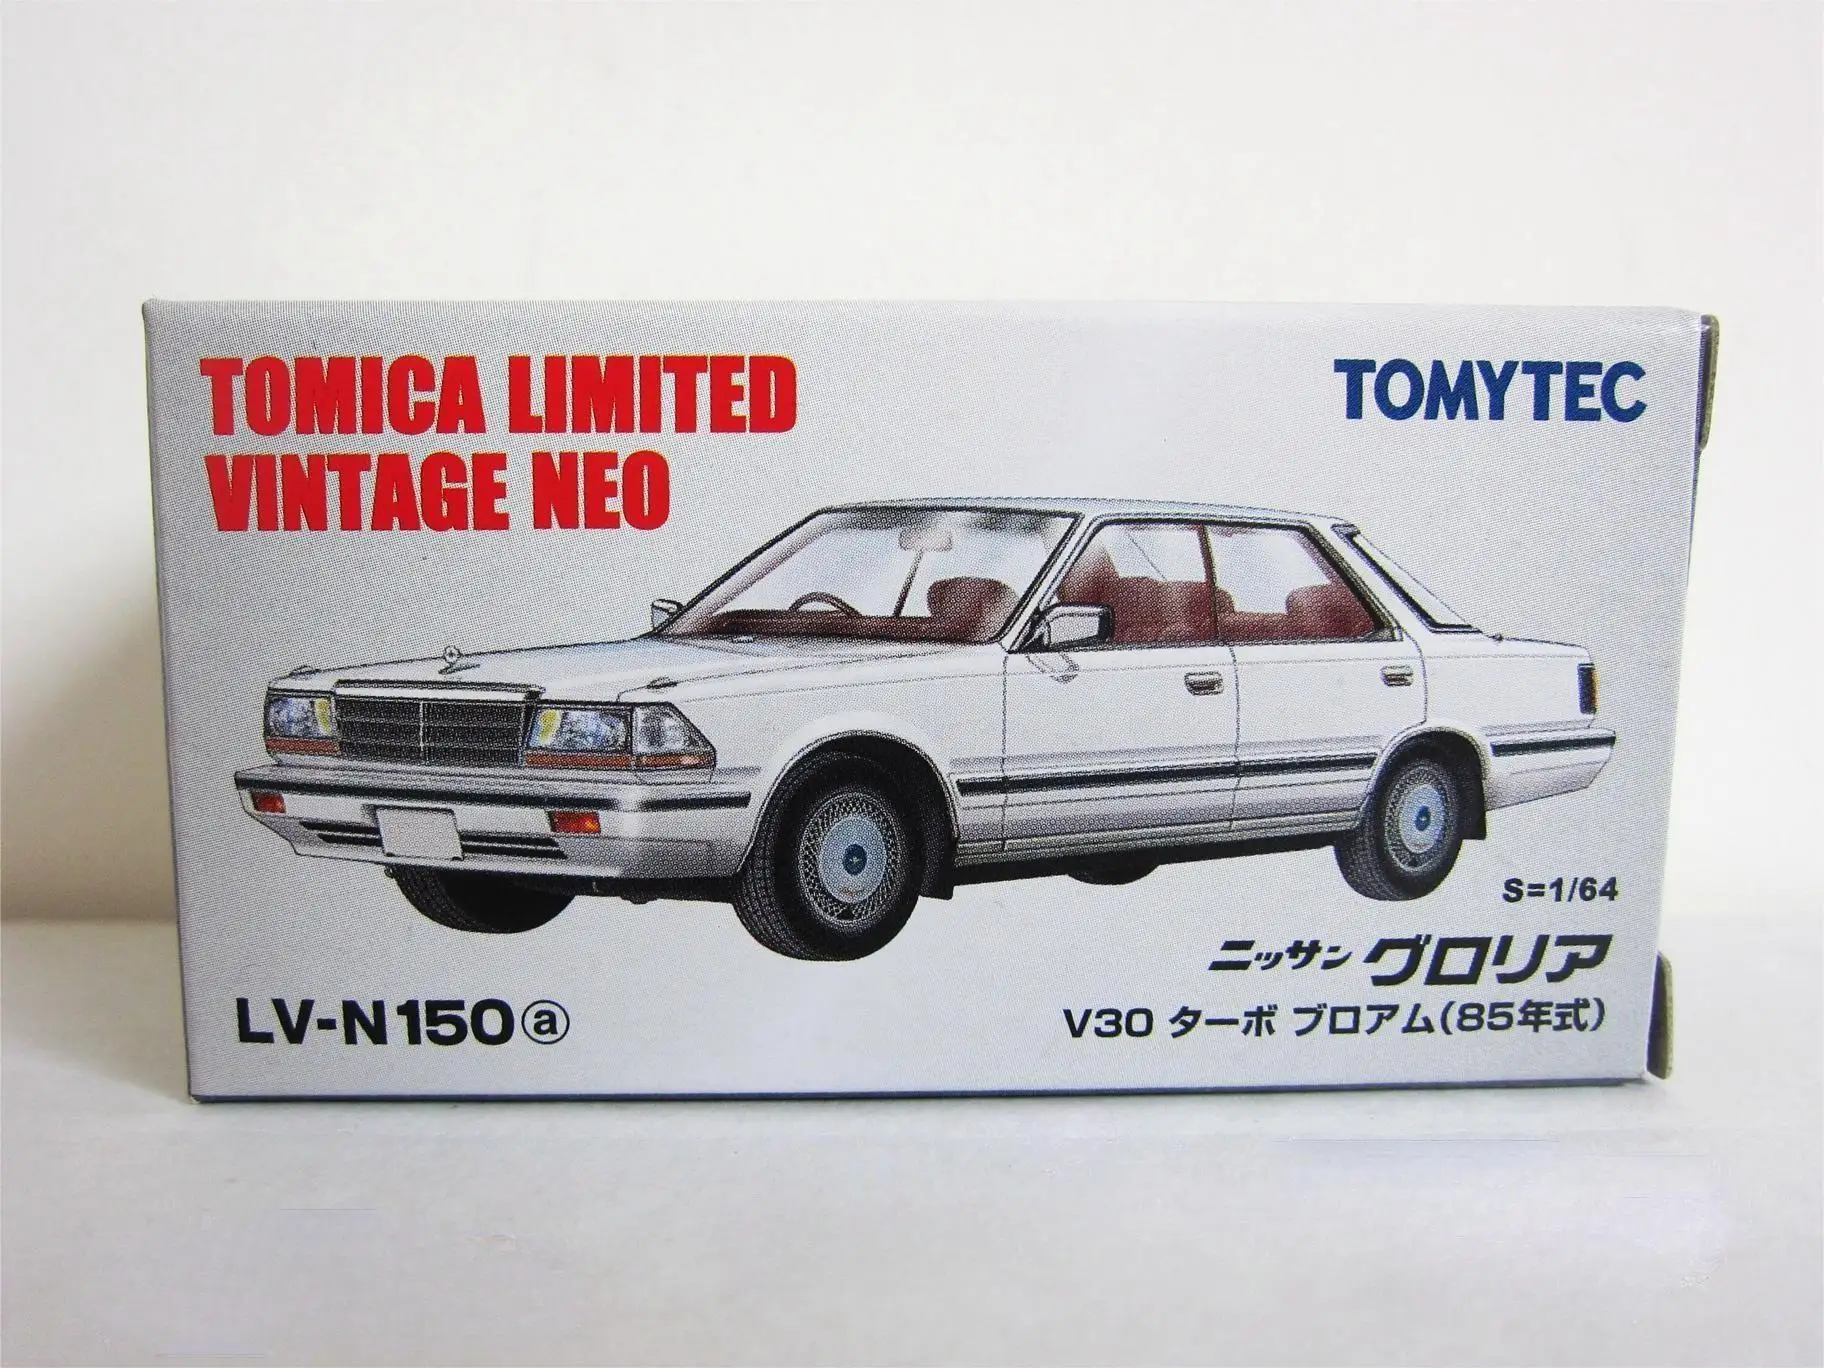 TOMICA LIMITED
VINTAGE NEO
TOMYTEC
S=1/64
ニッサン グロリア
V30 ターボ ブロアム(85年式)
LV-N150ⓐ